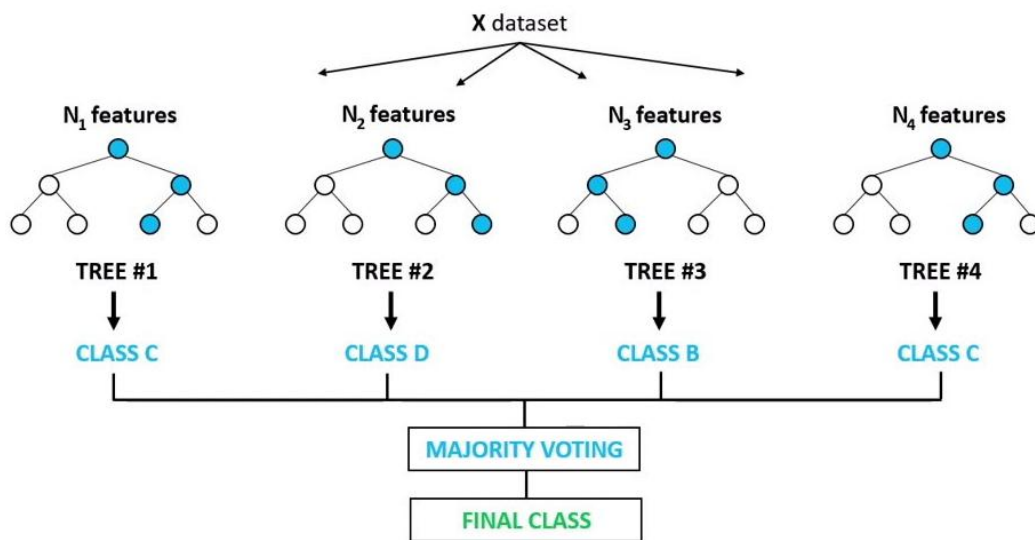 X dataset
N₁ features
N₂ features
N₃ features
N₄ features
TREE #1
TREE #2
TREE #3
TREE #4
CLASS C
CLASS D
CLASS B
CLASS C
MAJORITY VOTING
FINAL CLASS